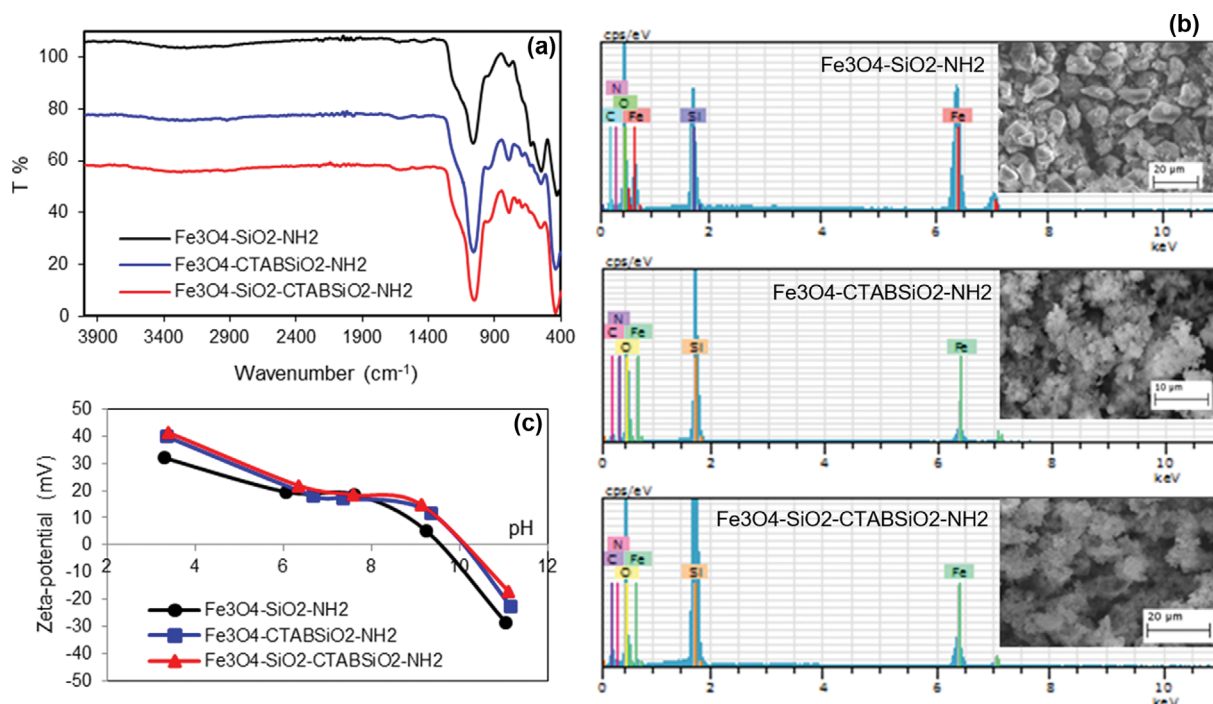 (a)
100
80
60
40
20
0
T %
Fe3O4-SiO2-NH2
Fe3O4-CTABSiO2-NH2
Fe3O4-SiO2-CTABSiO2-NH2
3900 3400 2900 2400 1900 1400 900 400
Wavenumber (cm-1)
(b)
cps/eV
Fe3O4-SiO2-NH2
N
O
C Fe Si Fe
20 µm
0 2 4 6 8 10
keV keV
cps/eV
Fe3O4-CTABSiO2-NH2
N
C Fe
O Si Fe
10 µm
0 2 4 6 8 10
keV keV
cps/eV
Fe3O4-SiO2-CTABSiO2-NH2
N
C Fe
O Si Fe
20 µm
0 2 4 6 8 10
keV keV
(c)
50
40
30
20
10
0
-10
-20
-30
-40
-50
Zeta-potential (mV)
pH
2 4 6 8 10 12
Fe3O4-SiO2-NH2
Fe3O4-CTABSiO2-NH2
Fe3O4-SiO2-CTABSiO2-NH2